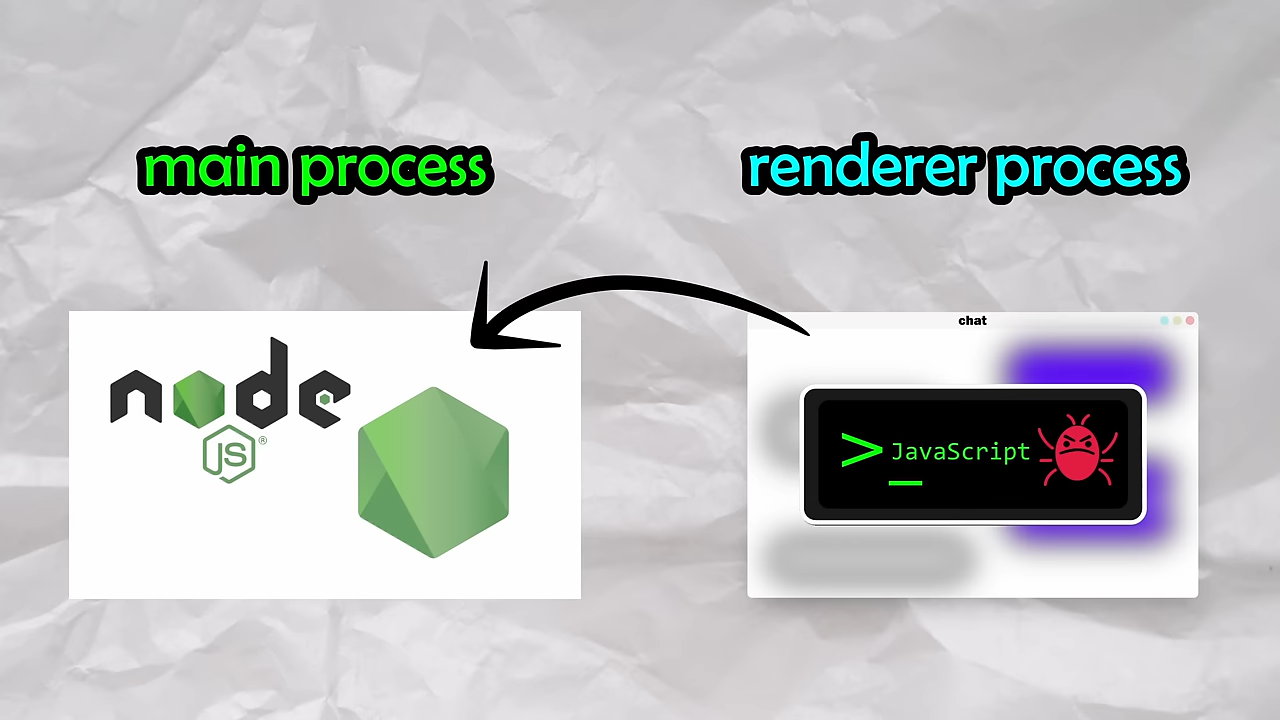 main process
renderer process
node
JS®
chat
> JavaScript